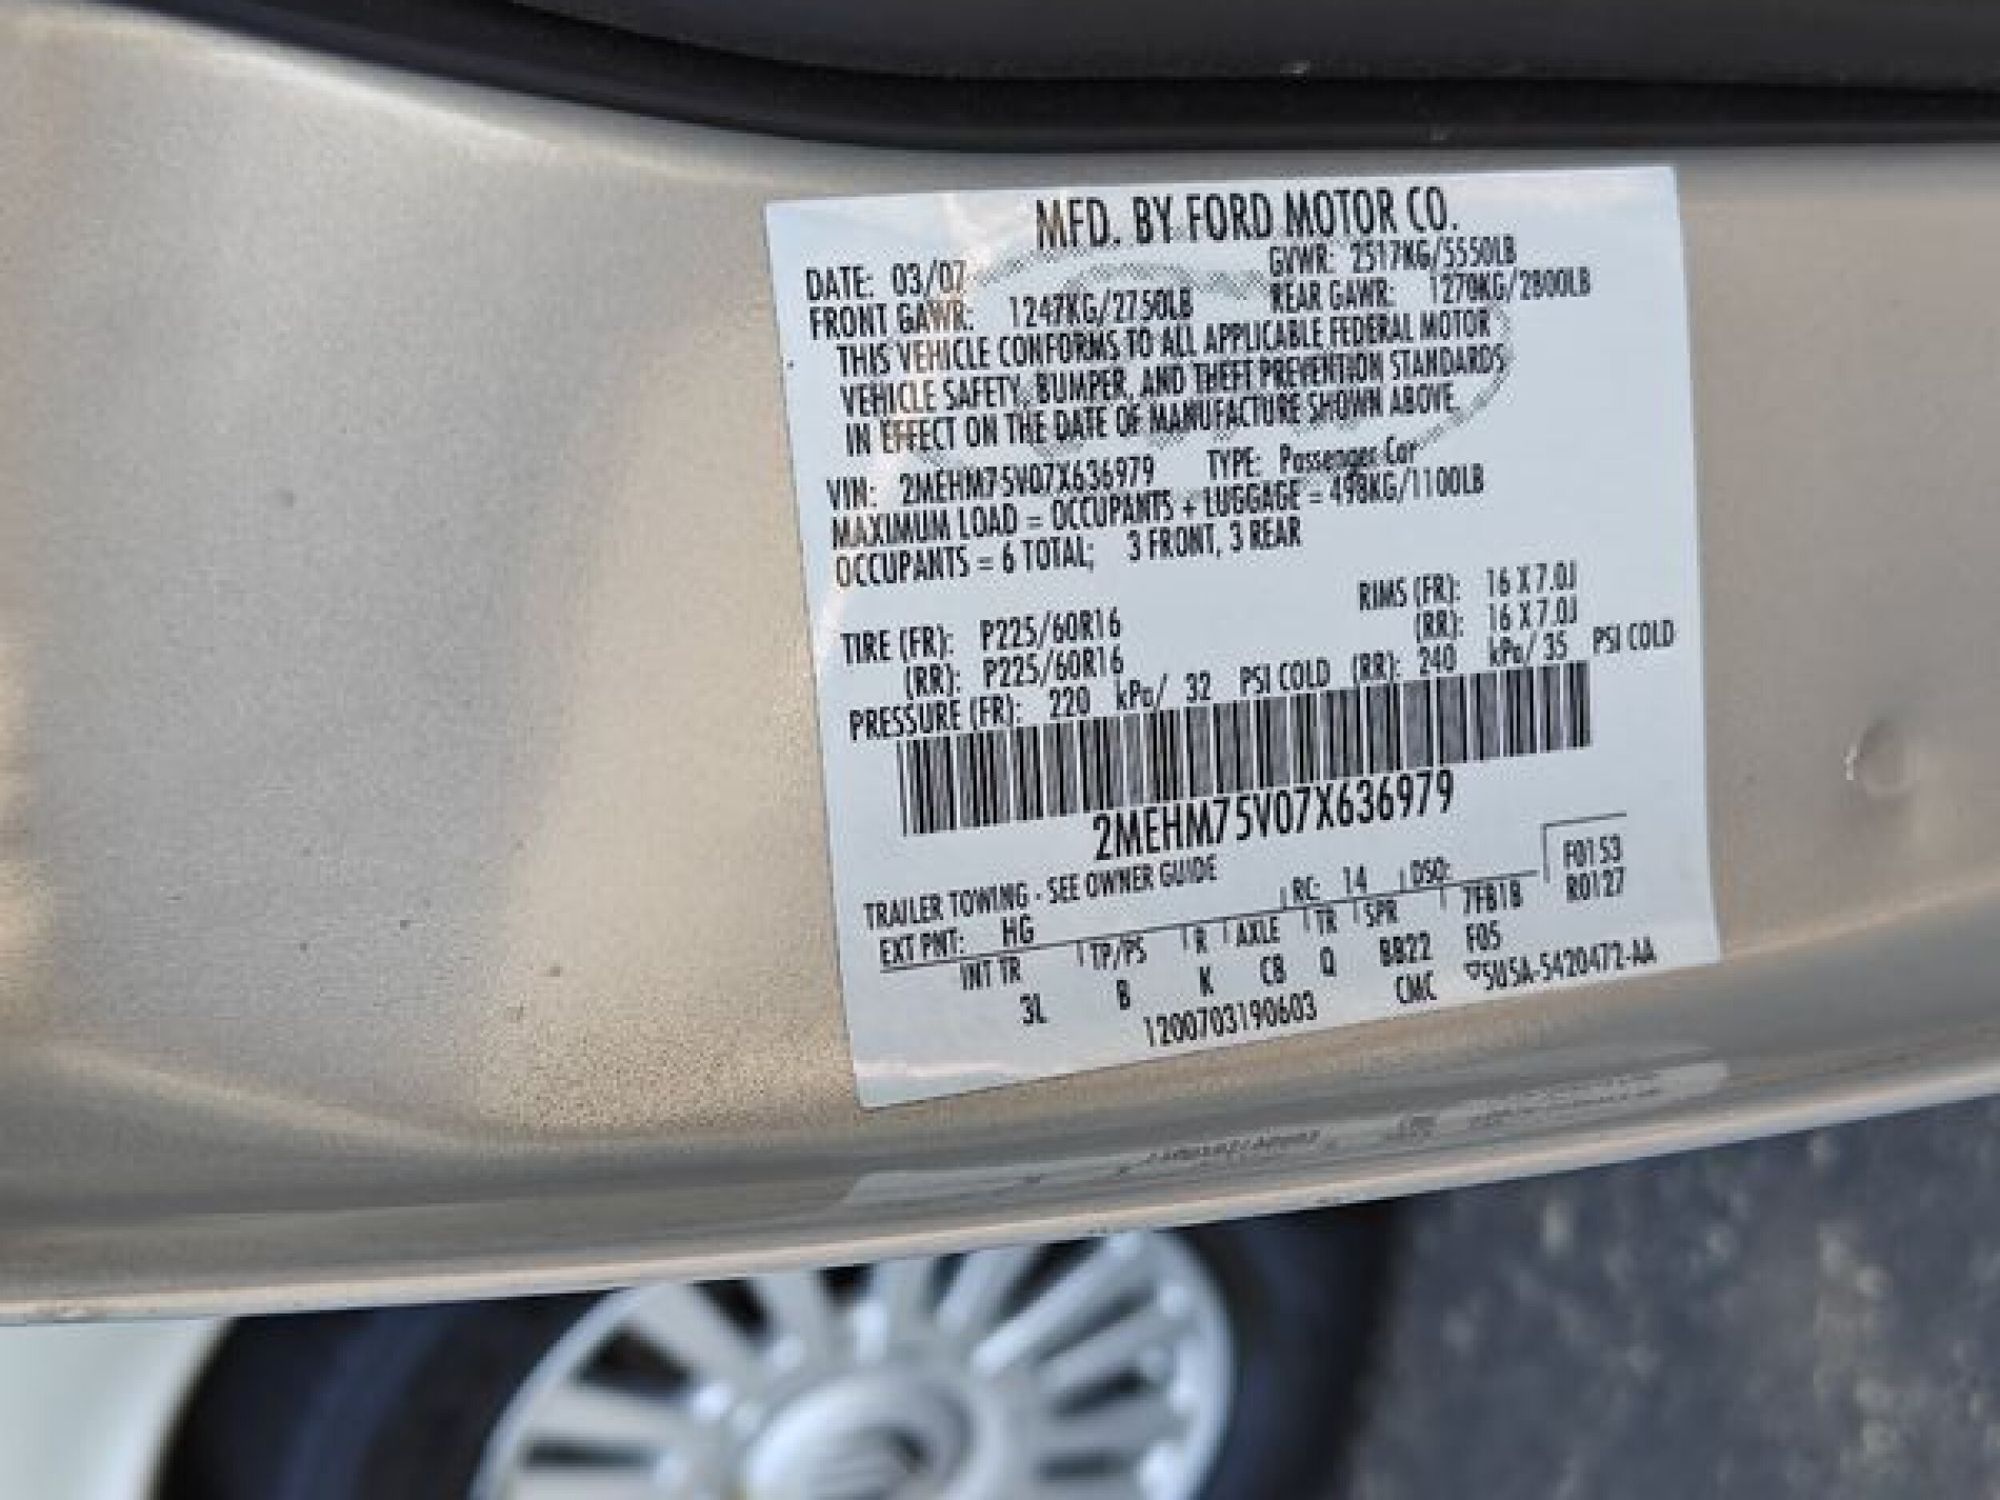 MFD. BY FORD MOTOR CO.
DATE: 03/07 GVWR: 2517KG/5550LB
FRONT GAWR: 1247KG/2750LB REAR GAWR: 1270KG/2800LB
THIS VEHICLE CONFORMS TO ALL APPLICABLE FEDERAL MOTOR
VEHICLE SAFETY, BUMPER, AND THEFT PREVENTION STANDARDS
IN EFFECT ON THE DATE OF MANUFACTURE SHOWN ABOVE.
VIN: 2MEHM75V07X636979 TYPE: Passenger Car
MAXIMUM LOAD = OCCUPANTS + LUGGAGE = 498KG/1100LB
OCCUPANTS = 6 TOTAL; 3 FRONT, 3 REAR
TIRE (FR): P225/60R16 RIMS (FR): 16 X 7.0J
(RR): P225/60R16 (RR): 16 X 7.0J
PRESSURE (FR): 220 kPa/ 32 PSI COLD (RR): 240 kPa/ 35 PSI COLD
2MEHM75V07X636979
TRAILER TOWING - SEE OWNER GUIDE F0153
EXT PNT: HG RC: 14 DSO: R0127
INT TR TP/PS R AXLE TR SPR 7FB1B
3L B K C8 Q BB22 F05
1200703190603 CMC 5U5A-5420472-AA